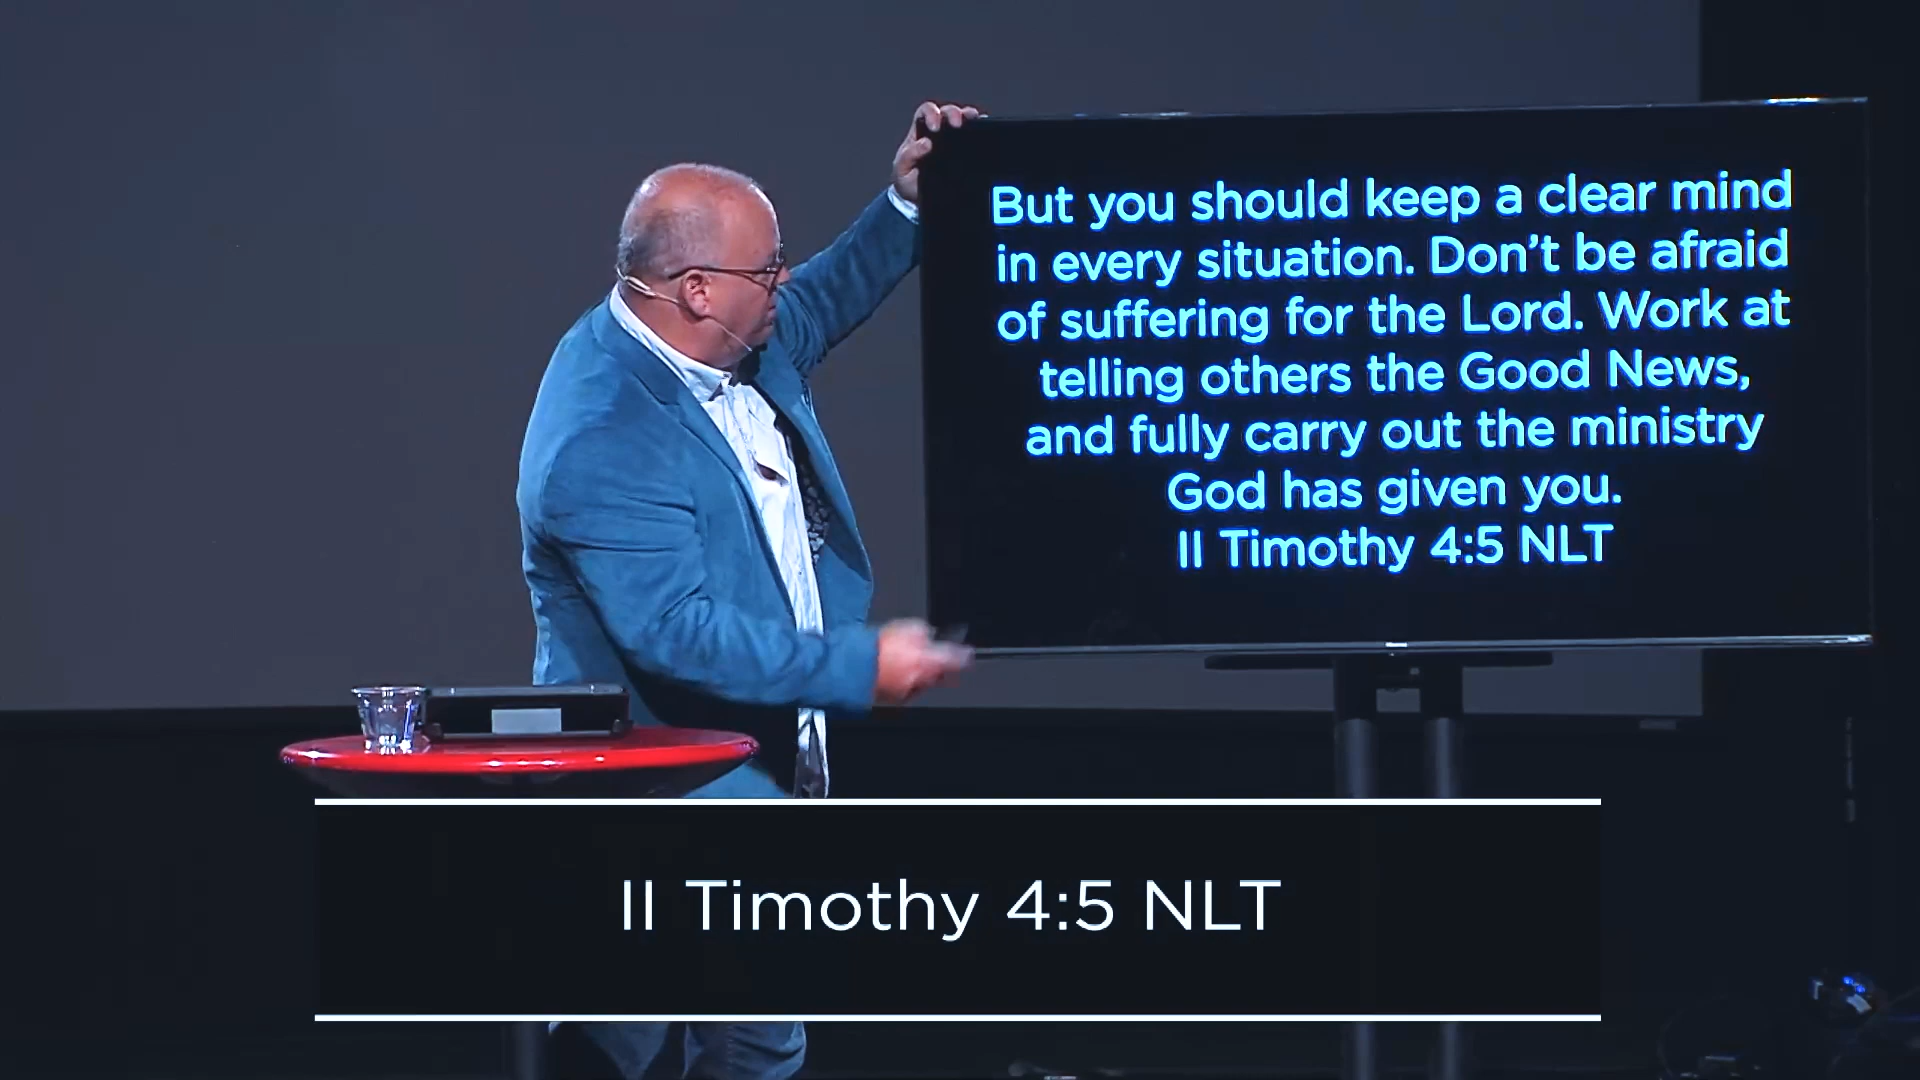 But you should keep a clear mind
in every situation. Don't be afraid
of suffering for the Lord. Work at
telling others the Good News,
and fully carry out the ministry
God has given you.
II Timothy 4:5 NLT
II Timothy 4:5 NLT